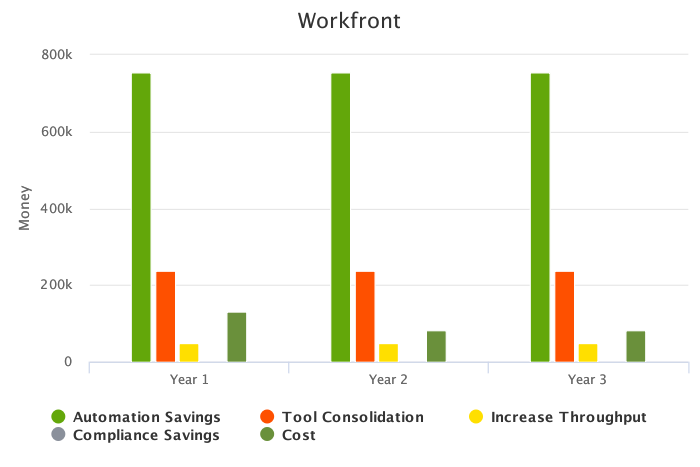 Workfront
800k
600k
400k
200k
0
Money
Year 1 Year 2 Year 3
Automation Savings Tool Consolidation Increase Throughput
Compliance Savings Cost